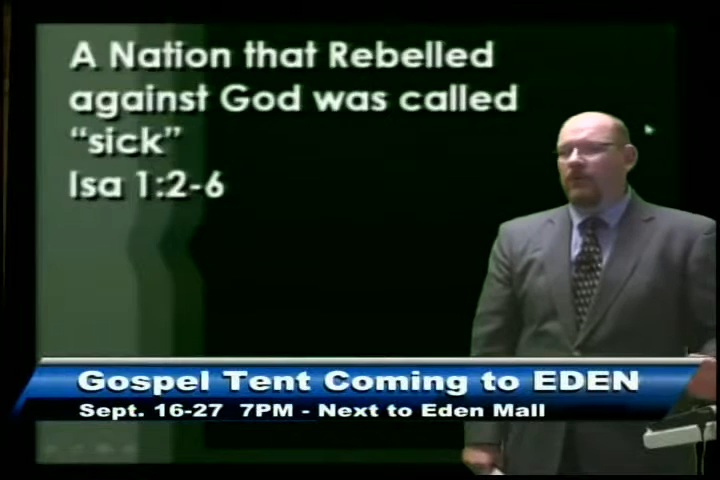 A Nation that Rebelled
against God was called
“sick”
Isa 1:2-6
Gospel Tent Coming to EDEN
Sept. 16-27 7PM - Next to Eden Mall